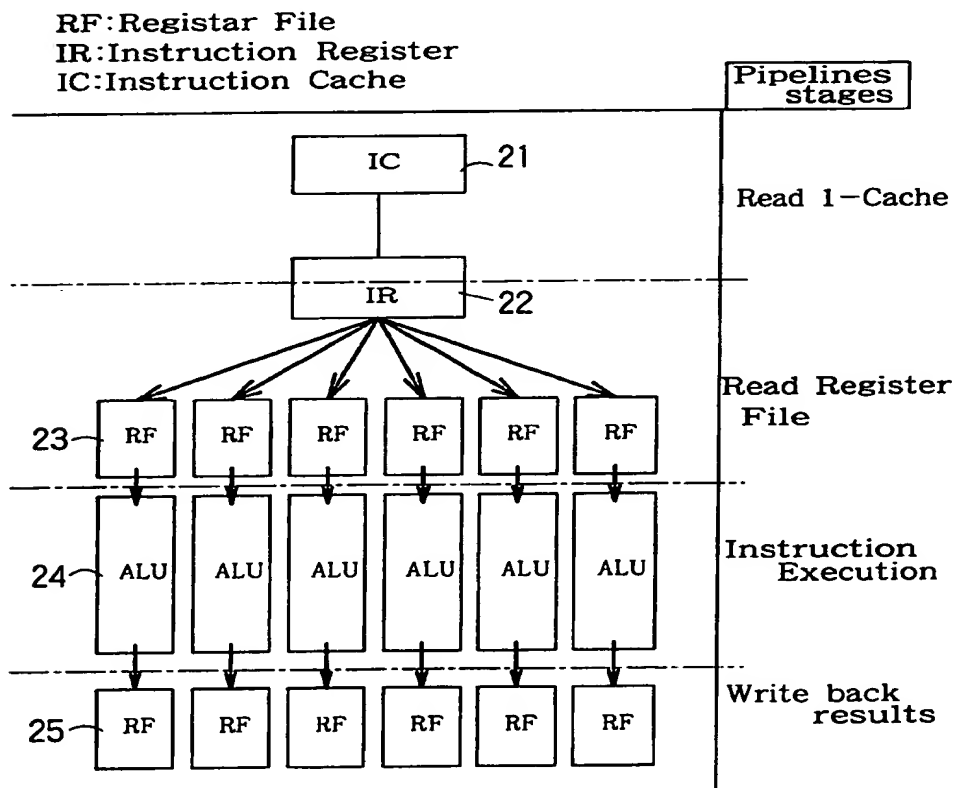 RF:Registar File
IR:Instruction Register
IC:Instruction Cache
Pipelines
stages
IC
21
Read 1-Cache
IR
22
Read Register
File
23
RF RF RF RF RF RF
24
ALU ALU ALU ALU ALU ALU
Instruction
Execution
25
RF RF RF RF RF RF
Write back
results